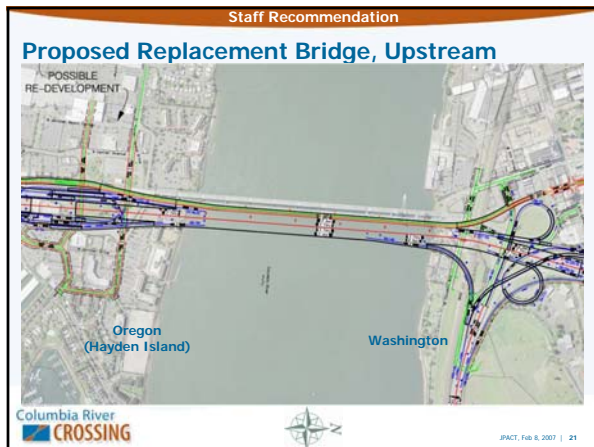 Staff Recommendation
Proposed Replacement Bridge, Upstream
POSSIBLE
RE-DEVELOPMENT
Oregon
(Hayden Island)
Washington
Columbia River
CROSSING
N
JPACT, Feb 8, 2007 | 21